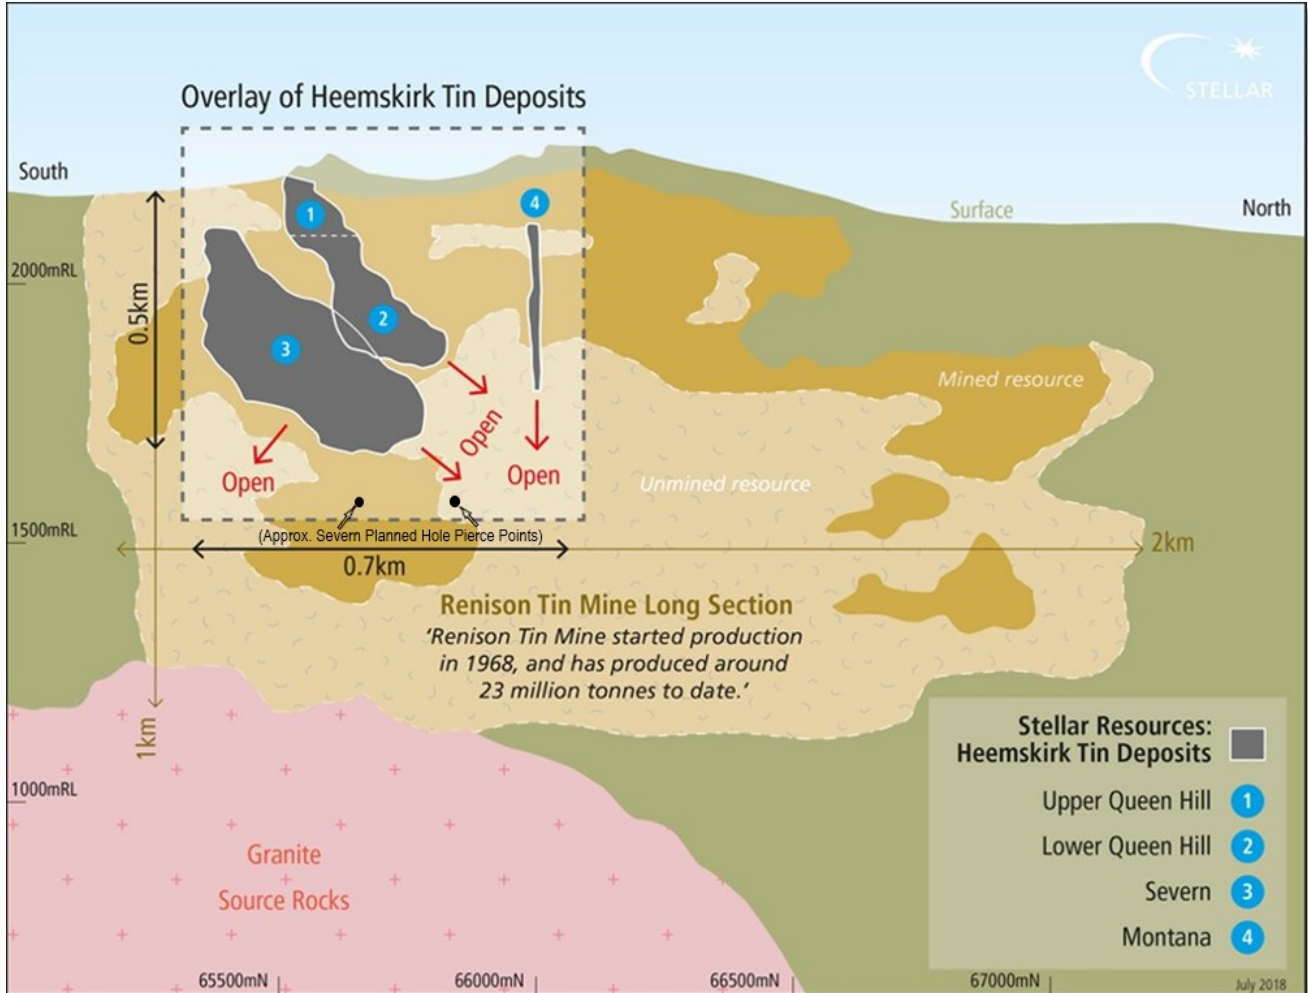 STELLAR
Overlay of Heemskirk Tin Deposits
South
North
Surface
1
4
2000mRL
0.5km
2
3
Mined resource
Open
Open
Open
Unmined resource
1500mRL
(Approx. Severn Planned Hole Pierce Points)
2km
0.7km
Renison Tin Mine Long Section
‘Renison Tin Mine started production
in 1968, and has produced around
23 million tonnes to date.’
1km
1000mRL
Granite
Source Rocks
Stellar Resources:
Heemskirk Tin Deposits
Upper Queen Hill 1
Lower Queen Hill 2
Severn 3
Montana 4
65500mN
66000mN
66500mN
67000mN
July 2018